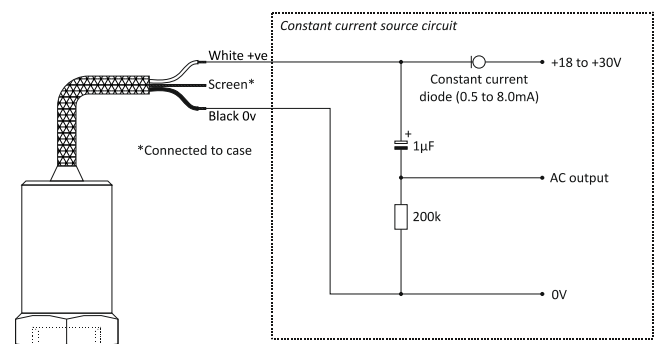 Constant current source circuit
White +ve
+18 to +30V
Screen*
Constant current
diode (0.5 to 8.0mA)
Black 0v
*Connected to case
+
1µF
AC output
200k
0V